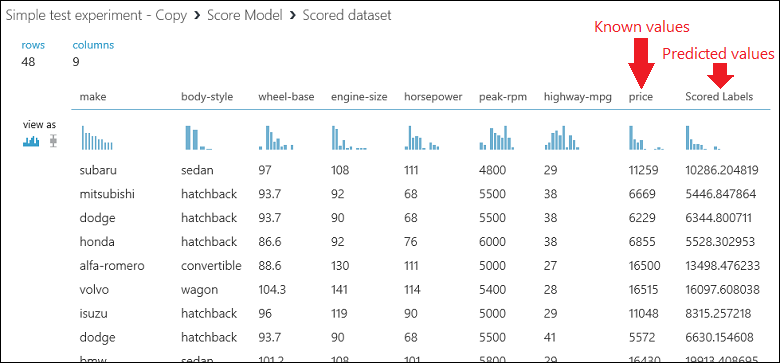 Simple test experiment - Copy > Score Model > Scored dataset
Known values
rows columns
Predicted values
48 9
make body-style wheel-base engine-size horsepower peak-rpm highway-mpg price Scored Labels
view as
subaru sedan 97 108 111 4800 29 11259 10286.204819
mitsubishi hatchback 93.7 92 68 5500 38 6669 5446.847864
dodge hatchback 93.7 90 68 5500 38 6229 6344.800711
honda hatchback 86.6 92 76 6000 38 6855 5528.302953
alfa-romero convertible 88.6 130 111 5000 27 16500 13498.476233
volvo wagon 104.3 141 114 5400 28 16515 16097.608038
isuzu hatchback 96 119 90 5000 29 11048 8315.257218
dodge hatchback 93.7 90 68 5500 41 5572 6630.154608
bmw sedan 101.2 108 101 5800 29 16430 19913.408695